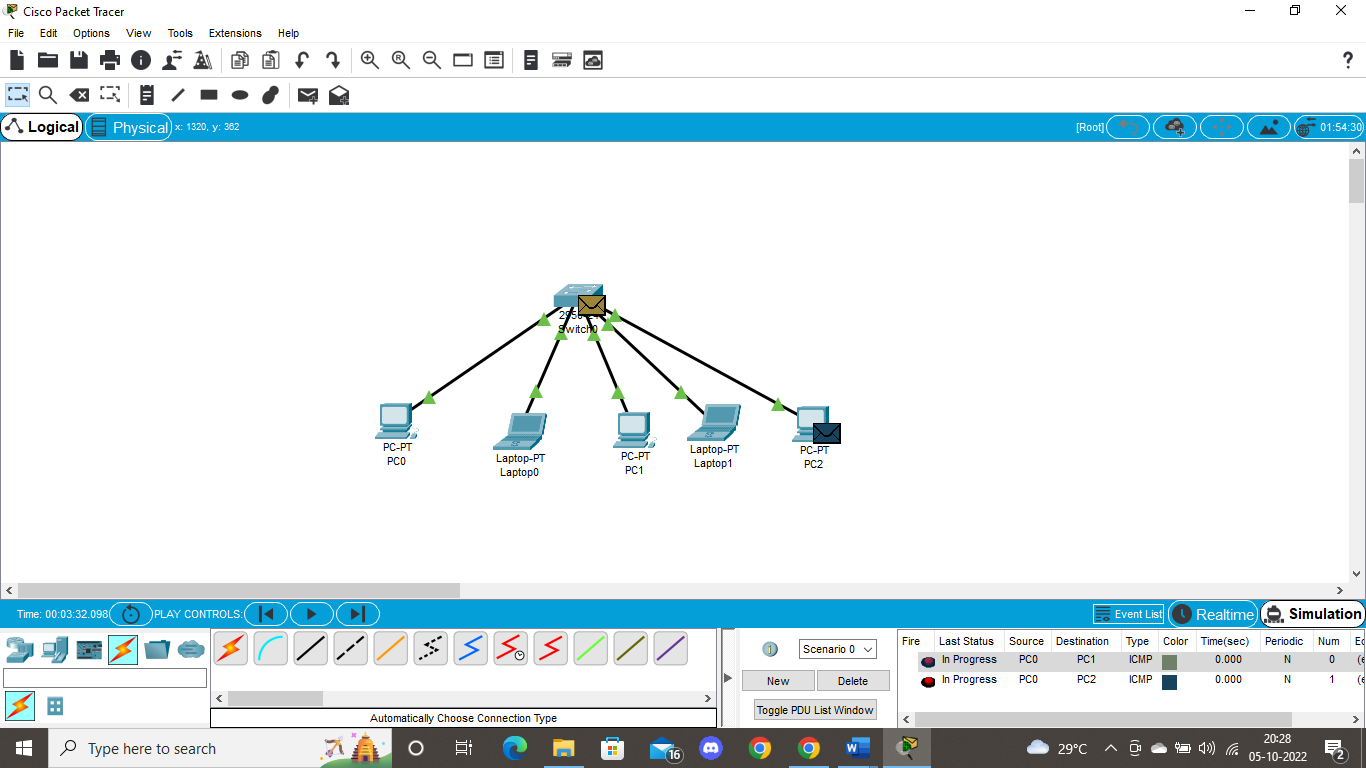 Cisco Packet Tracer
File Edit Options View Tools Extensions Help
Logical Physical x: 1320, y: 362 [Root] 01:54:30
Switch0
PC-PT
PC0
Laptop-PT
Laptop0
PC-PT
PC1
Laptop-PT
Laptop1
PC-PT
PC2
Time: 00:03:32.098 PLAY CONTROLS: Event List Realtime Simulation
Scenario 0
New Delete
Toggle PDU List Window
Fire Last Status Source Destination Type Color Time(sec) Periodic Num
In Progress PC0 PC1 ICMP 0.000 N 0 (e
In Progress PC0 PC2 ICMP 0.000 N 1 (e
Automatically Choose Connection Type
Type here to search
16
29°C
20:28
05-10-2022
2